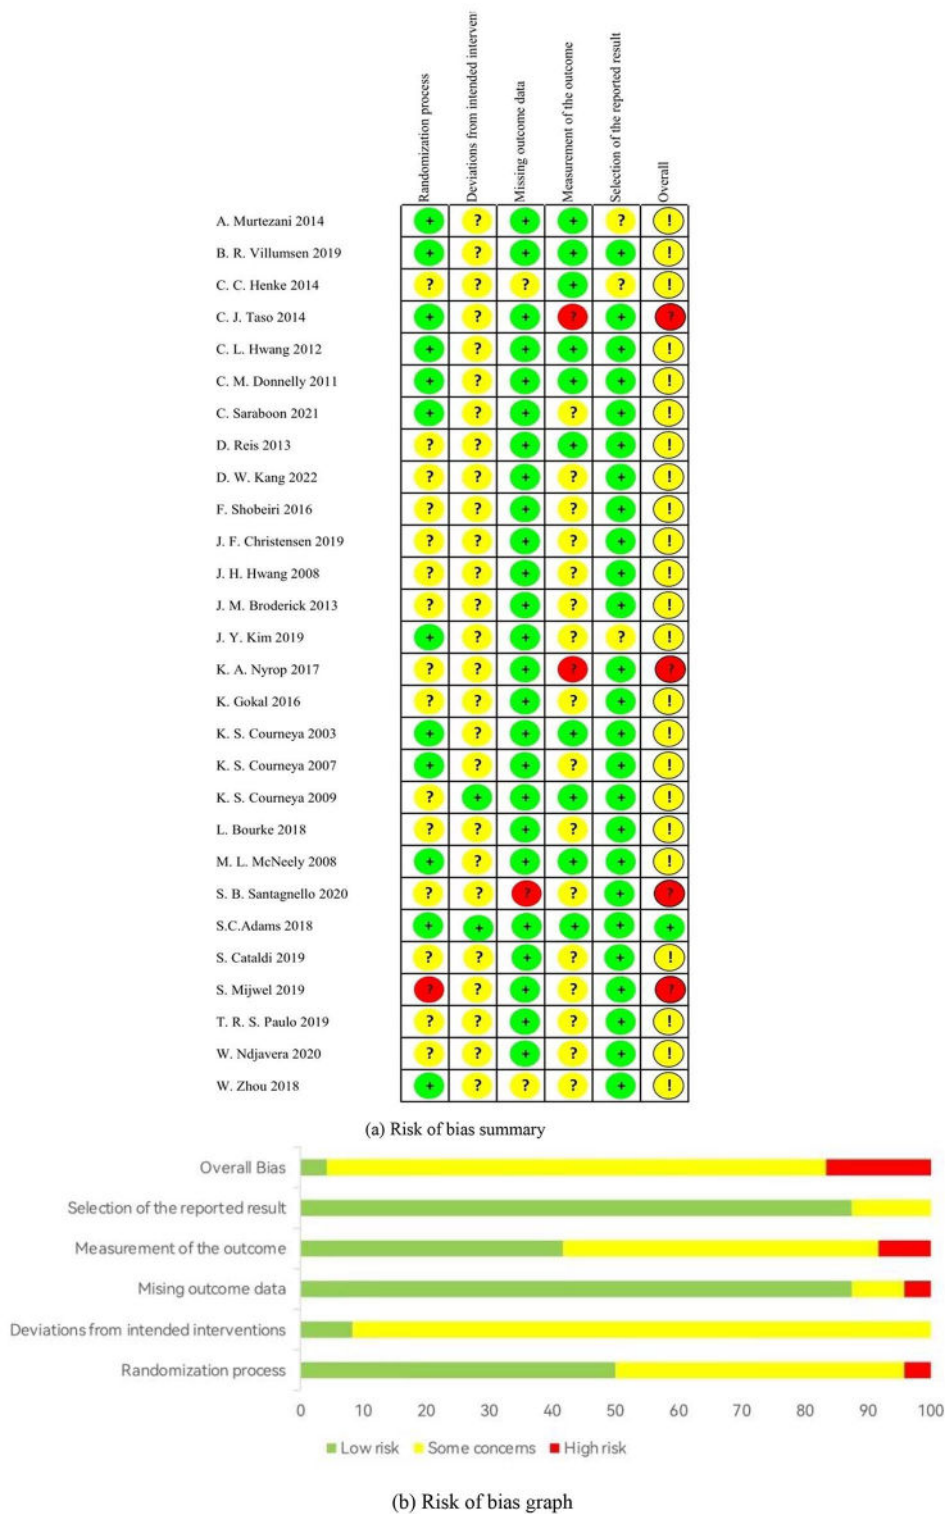 Randomization process
Deviations from intended interven
Missing outcome data
Measurement of the outcome
Selection of the reported result
Overall
A. Murtezani 2014 + ? + + ? !
B. R. Villumsen 2019 + ? + + + !
C. C. Henke 2014 ? ? ? + ? !
C. J. Taso 2014 + ? + ? + ?
C. L. Hwang 2012 + ? + + + !
C. M. Donnelly 2011 + ? + + + !
C. Saraboon 2021 + ? + ? + !
D. Reis 2013 ? ? + + + !
D. W. Kang 2022 ? ? + ? + !
F. Shobeiri 2016 ? ? + ? + !
J. F. Christensen 2019 ? ? + ? + !
J. H. Hwang 2008 ? ? + ? + !
J. M. Broderick 2013 ? ? + ? + !
J. Y. Kim 2019 + ? + ? ? !
K. A. Nyrop 2017 ? ? + ? + ?
K. Gokal 2016 ? ? + ? + !
K. S. Courneya 2003 + ? + + + !
K. S. Courneya 2007 + ? + ? + !
K. S. Courneya 2009 ? + + + + !
L. Bourke 2018 ? ? + ? + !
M. L. McNeely 2008 + ? + + + !
S. B. Santagnello 2020 ? ? ? ? + ?
S.C.Adams 2018 + + + + + +
S. Cataldi 2019 ? ? + ? + !
S. Mijwel 2019 ? ? + ? + ?
T. R. S. Paulo 2019 ? ? + ? + !
W. Ndjavera 2020 ? ? + ? + !
W. Zhou 2018 + ? ? ? + !
(a) Risk of bias summary
Overall Bias
Selection of the reported result
Measurement of the outcome
Mising outcome data
Deviations from intended interventions
Randomization process
0 10 20 30 40 50 60 70 80 90 100
Low risk Some concerns High risk
(b) Risk of bias graph